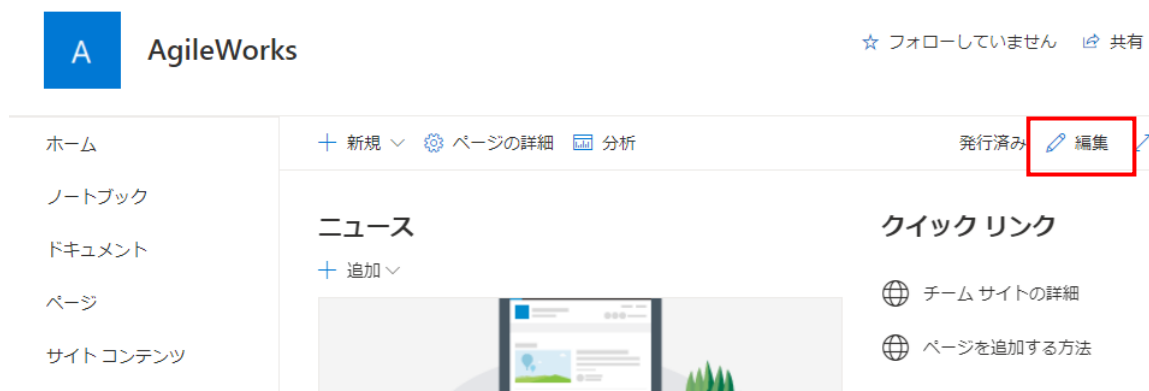 A AgileWorks
フォローしていません 共有
ホーム
ノートブック
ドキュメント
ページ
サイト コンテンツ
新規 ページの詳細 分析
発行済み 編集
ニュース
追加
クイック リンク
チーム サイトの詳細
ページを追加する方法